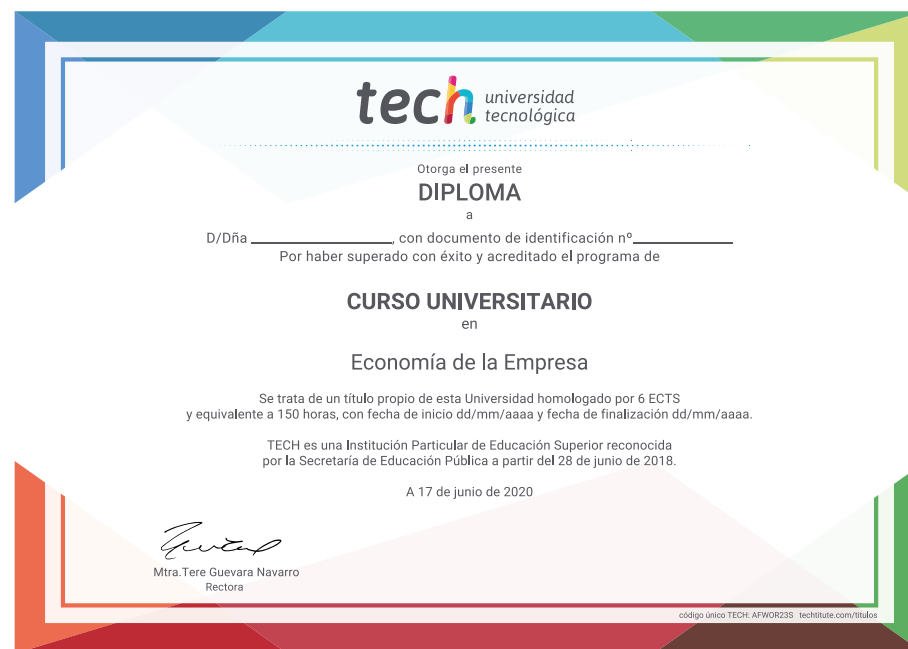 tech universidad
tecnológica
Otorga el presente
DIPLOMA
a
D/Dña ____________________, con documento de identificación nº______________
Por haber superado con éxito y acreditado el programa de
CURSO UNIVERSITARIO
en
Economía de la Empresa
Se trata de un título propio de esta Universidad homologado por 6 ECTS
y equivalente a 150 horas, con fecha de inicio dd/mm/aaaa y fecha de finalización dd/mm/aaaa.
TECH es una Institución Particular de Educación Superior reconocida
por la Secretaría de Educación Pública a partir del 28 de junio de 2018.
A 17 de junio de 2020
Mtra.Tere Guevara Navarro
Rectora
código único TECH: AFWOR23S techtitute.com/titulos